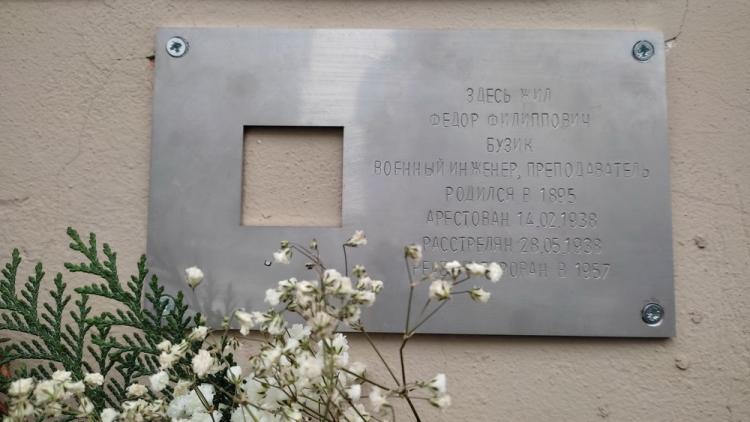 ЗДЕСЬ ЖИЛ
ФЕДОР ФИЛИППОВИЧ
БУЗИК
ВОЕННЫЙ ИНЖЕНЕР, ПРЕПОДАВАТЕЛЬ
РОДИЛСЯ В 1895
АРЕСТОВАН 14.02.1938
РАССТРЕЛЯН 28.05.1938
РЕАБИЛИТИРОВАН В 1957